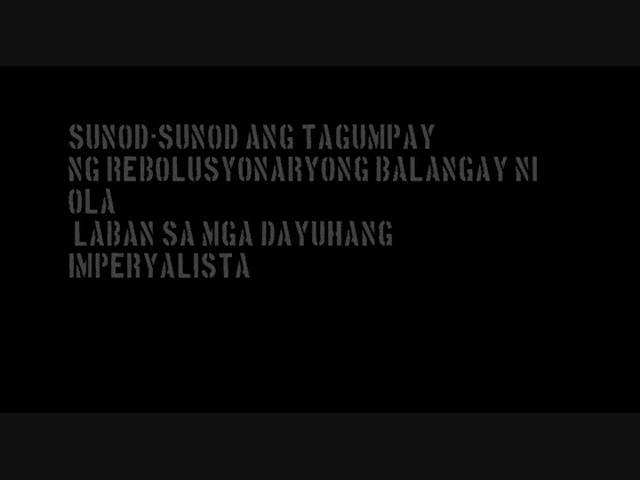 SUNOD-SUNOD ANG TAGUMPAY
NG REBOLUSYONARYONG BALANGAY NI
OLA
LABAN SA MGA DAYUHANG
IMPERYALISTA